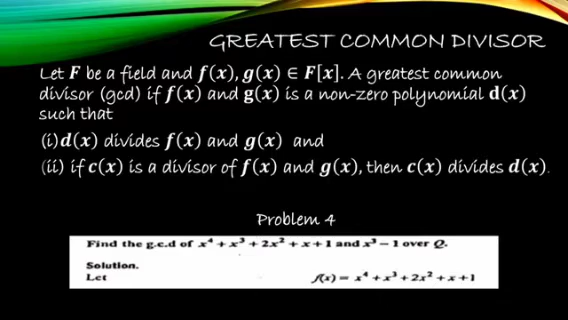 GREATEST COMMON DIVISOR
Let F be a field and f(x), g(x) ∈ F[x]. A greatest common
divisor (gcd) if f(x) and g(x) is a non-zero polynomial d(x)
such that
(i) d(x) divides f(x) and g(x) and
(ii) if c(x) is a divisor of f(x) and g(x), then c(x) divides d(x).
Problem 4
Find the g.c.d of x⁴ + x³ + 2x² + x + 1 and x³ − 1 over Q.
Solution.
Let f(x) = x⁴ + x³ + 2x² + x + 1